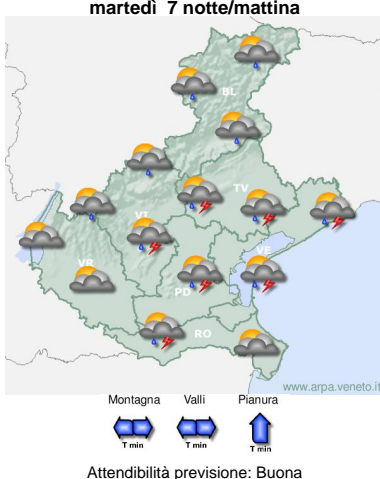 martedì 7 notte/mattina
BL
TV
VI
VR
VE
PD
RO
www.arpa.veneto.it
Montagna Valli Pianura
T min T min T min
Attendibilità previsione: Buona